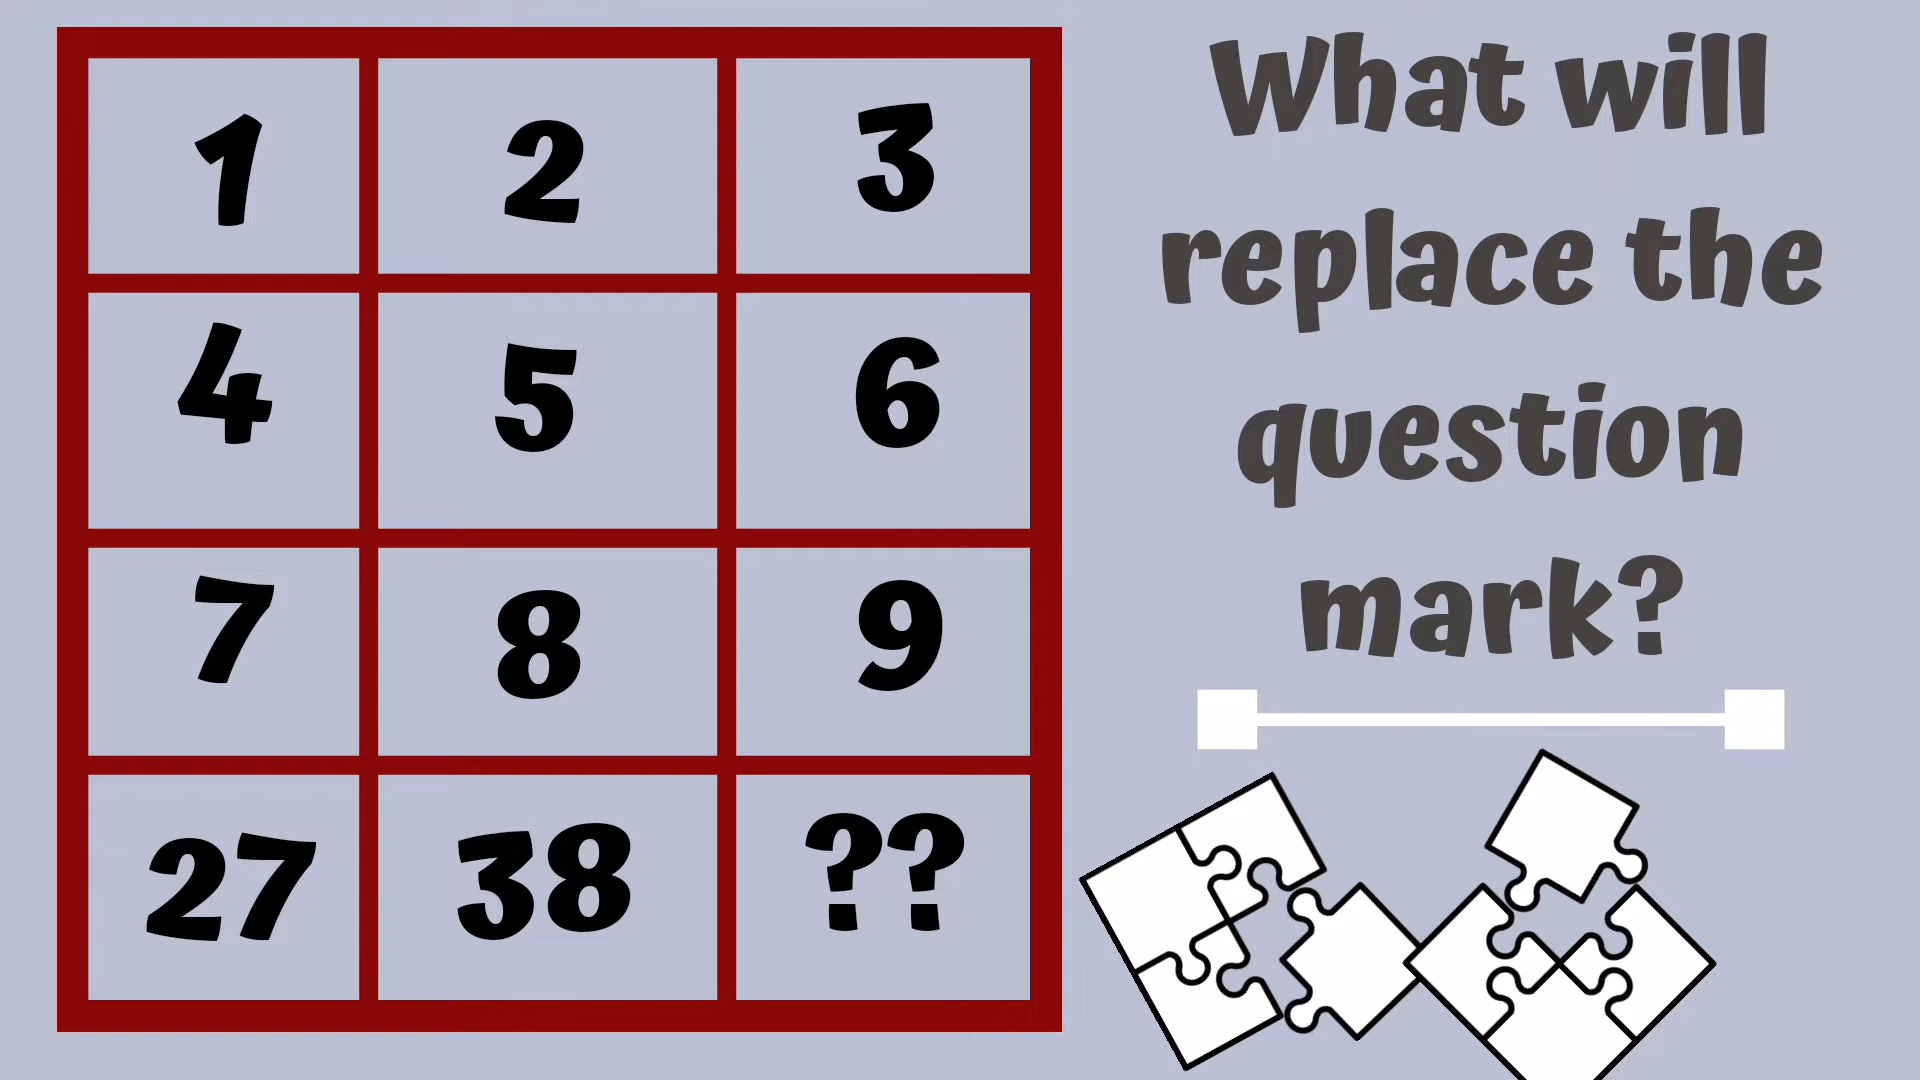 1 2 3
4 5 6
7 8 9
27 38 ??
What will
replace the
question
mark?